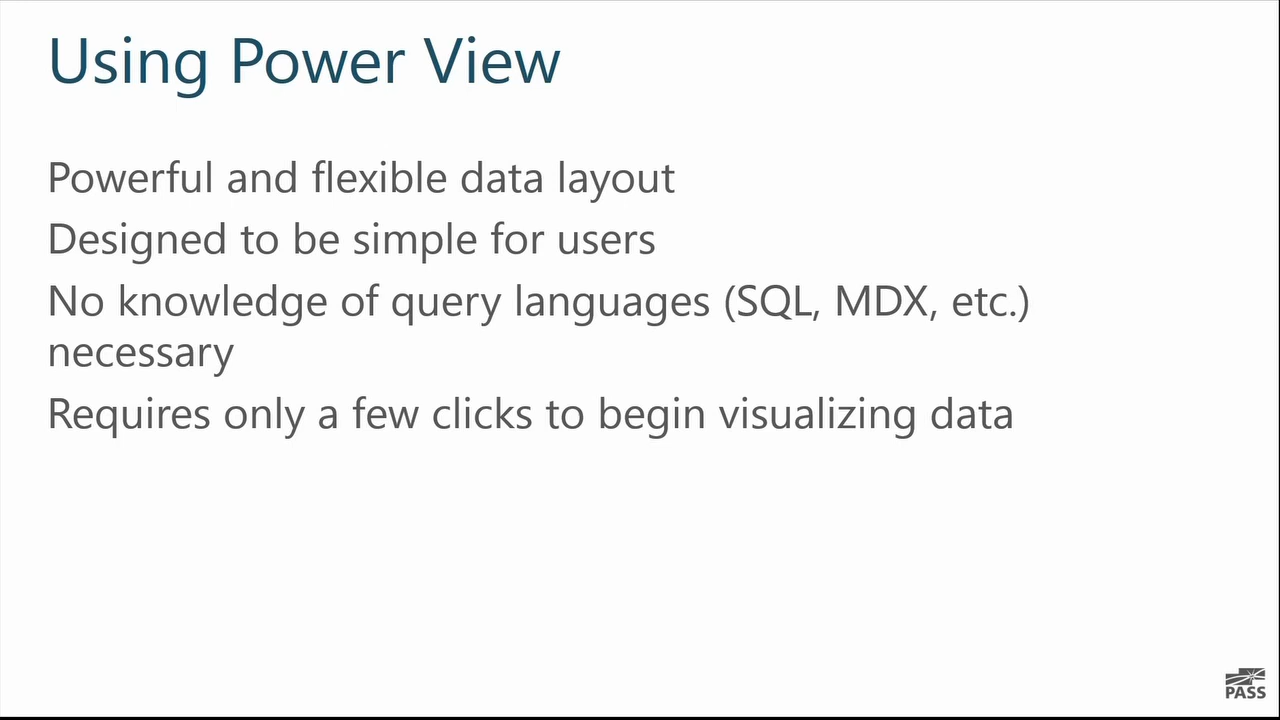 Using Power View
Powerful and flexible data layout
Designed to be simple for users
No knowledge of query languages (SQL, MDX, etc.)
necessary
Requires only a few clicks to begin visualizing data
PASS